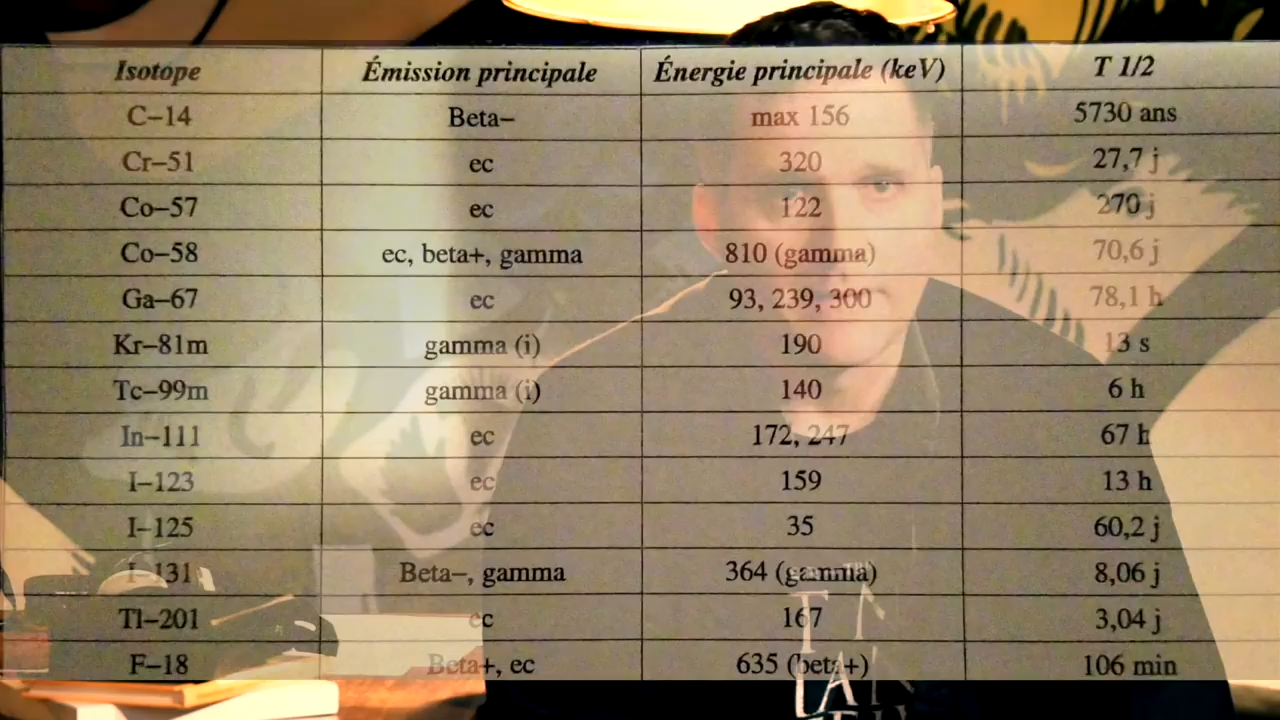 Isotope Émission principale Énergie principale (keV) T 1/2
C–14 Beta– max 156 5730 ans
Cr–51 ec 320 27,7 j
Co–57 ec 122 270 j
Co–58 ec, beta+, gamma 810 (gamma) 70,6 j
Ga–67 ec 93, 239, 300 78,1 h
Kr–81m gamma (i) 190 13 s
Tc–99m gamma (i) 140 6 h
In–111 ec 172, 247 67 h
I–123 ec 159 13 h
I–125 ec 35 60,2 j
I–131 Beta–, gamma 364 (gamma) 8,06 j
Tl–201 ec 167 3,04 j
F–18 Beta+, ec 635 (beta+) 106 min